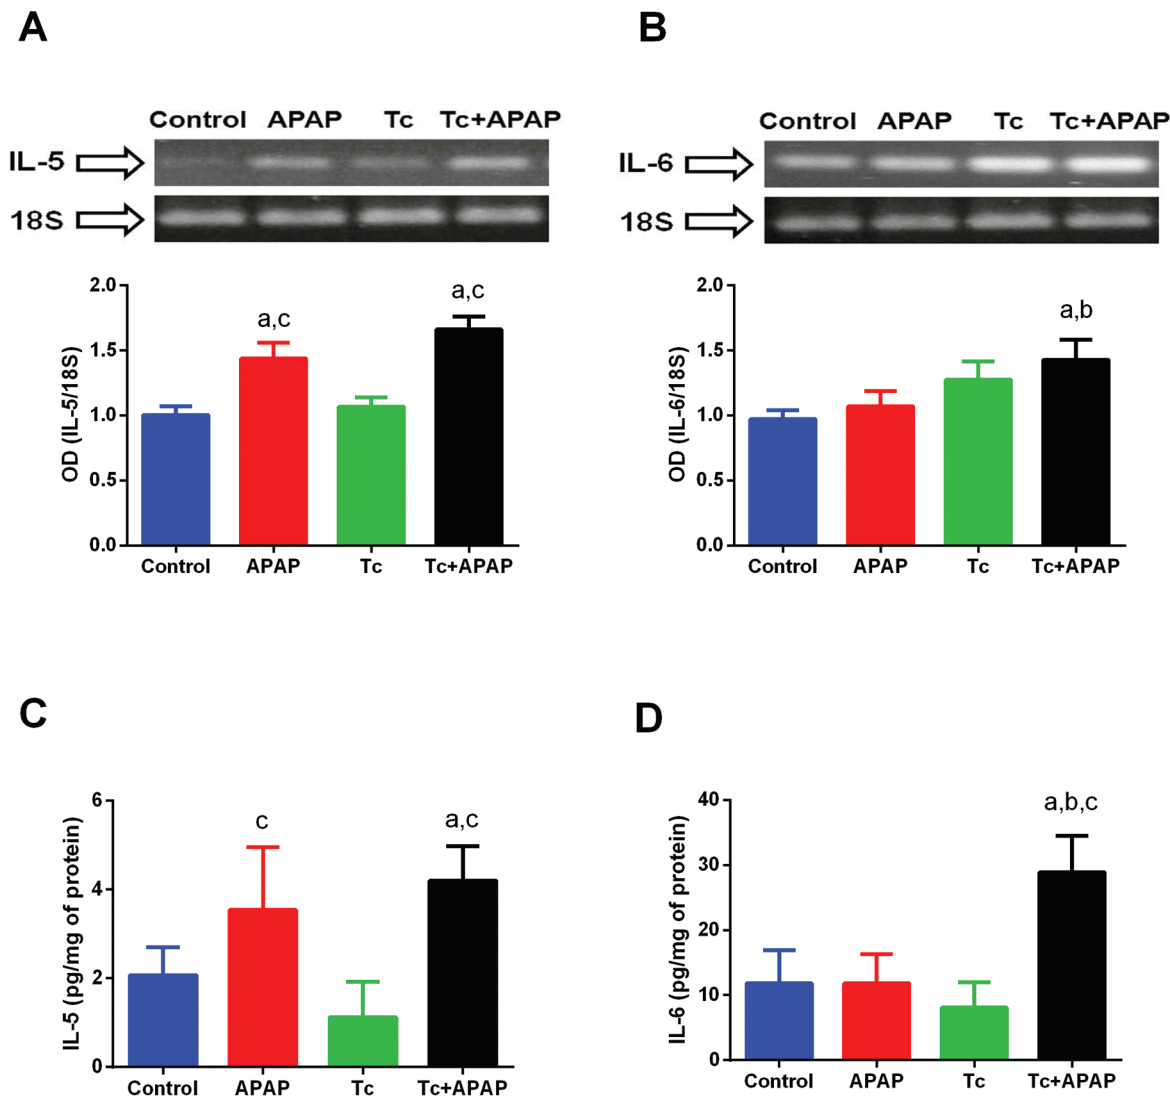 A
Control APAP Tc Tc+APAP
IL-5
18S
OD (IL-5/18S)
2.0
1.5
1.0
0.5
0.0
a,c
a,c
Control APAP Tc Tc+APAP
B
Control APAP Tc Tc+APAP
IL-6
18S
OD (IL-6/18S)
2.0
1.5
1.0
0.5
0.0
a,b
Control APAP Tc Tc+APAP
C
IL-5 (pg/mg of protein)
6
4
2
0
c
a,c
Control APAP Tc Tc+APAP
D
IL-6 (pg/mg of protein)
40
30
20
10
0
a,b,c
Control APAP Tc Tc+APAP